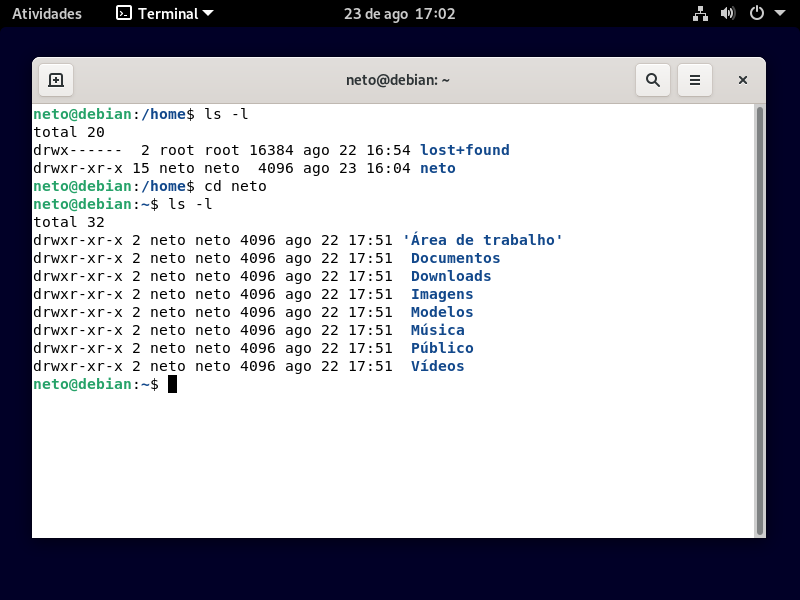 Atividades Terminal 23 de ago 17:02
neto@debian: ~
neto@debian:/home$ ls -l
total 20
drwx------  2 root root 16384 ago 22 16:54 lost+found
drwxr-xr-x 15 neto neto  4096 ago 23 16:04 neto
neto@debian:/home$ cd neto
neto@debian:~$ ls -l
total 32
drwxr-xr-x 2 neto neto 4096 ago 22 17:51 'Área de trabalho'
drwxr-xr-x 2 neto neto 4096 ago 22 17:51  Documentos
drwxr-xr-x 2 neto neto 4096 ago 22 17:51  Downloads
drwxr-xr-x 2 neto neto 4096 ago 22 17:51  Imagens
drwxr-xr-x 2 neto neto 4096 ago 22 17:51  Modelos
drwxr-xr-x 2 neto neto 4096 ago 22 17:51  Música
drwxr-xr-x 2 neto neto 4096 ago 22 17:51  Público
drwxr-xr-x 2 neto neto 4096 ago 22 17:51  Vídeos
neto@debian:~$